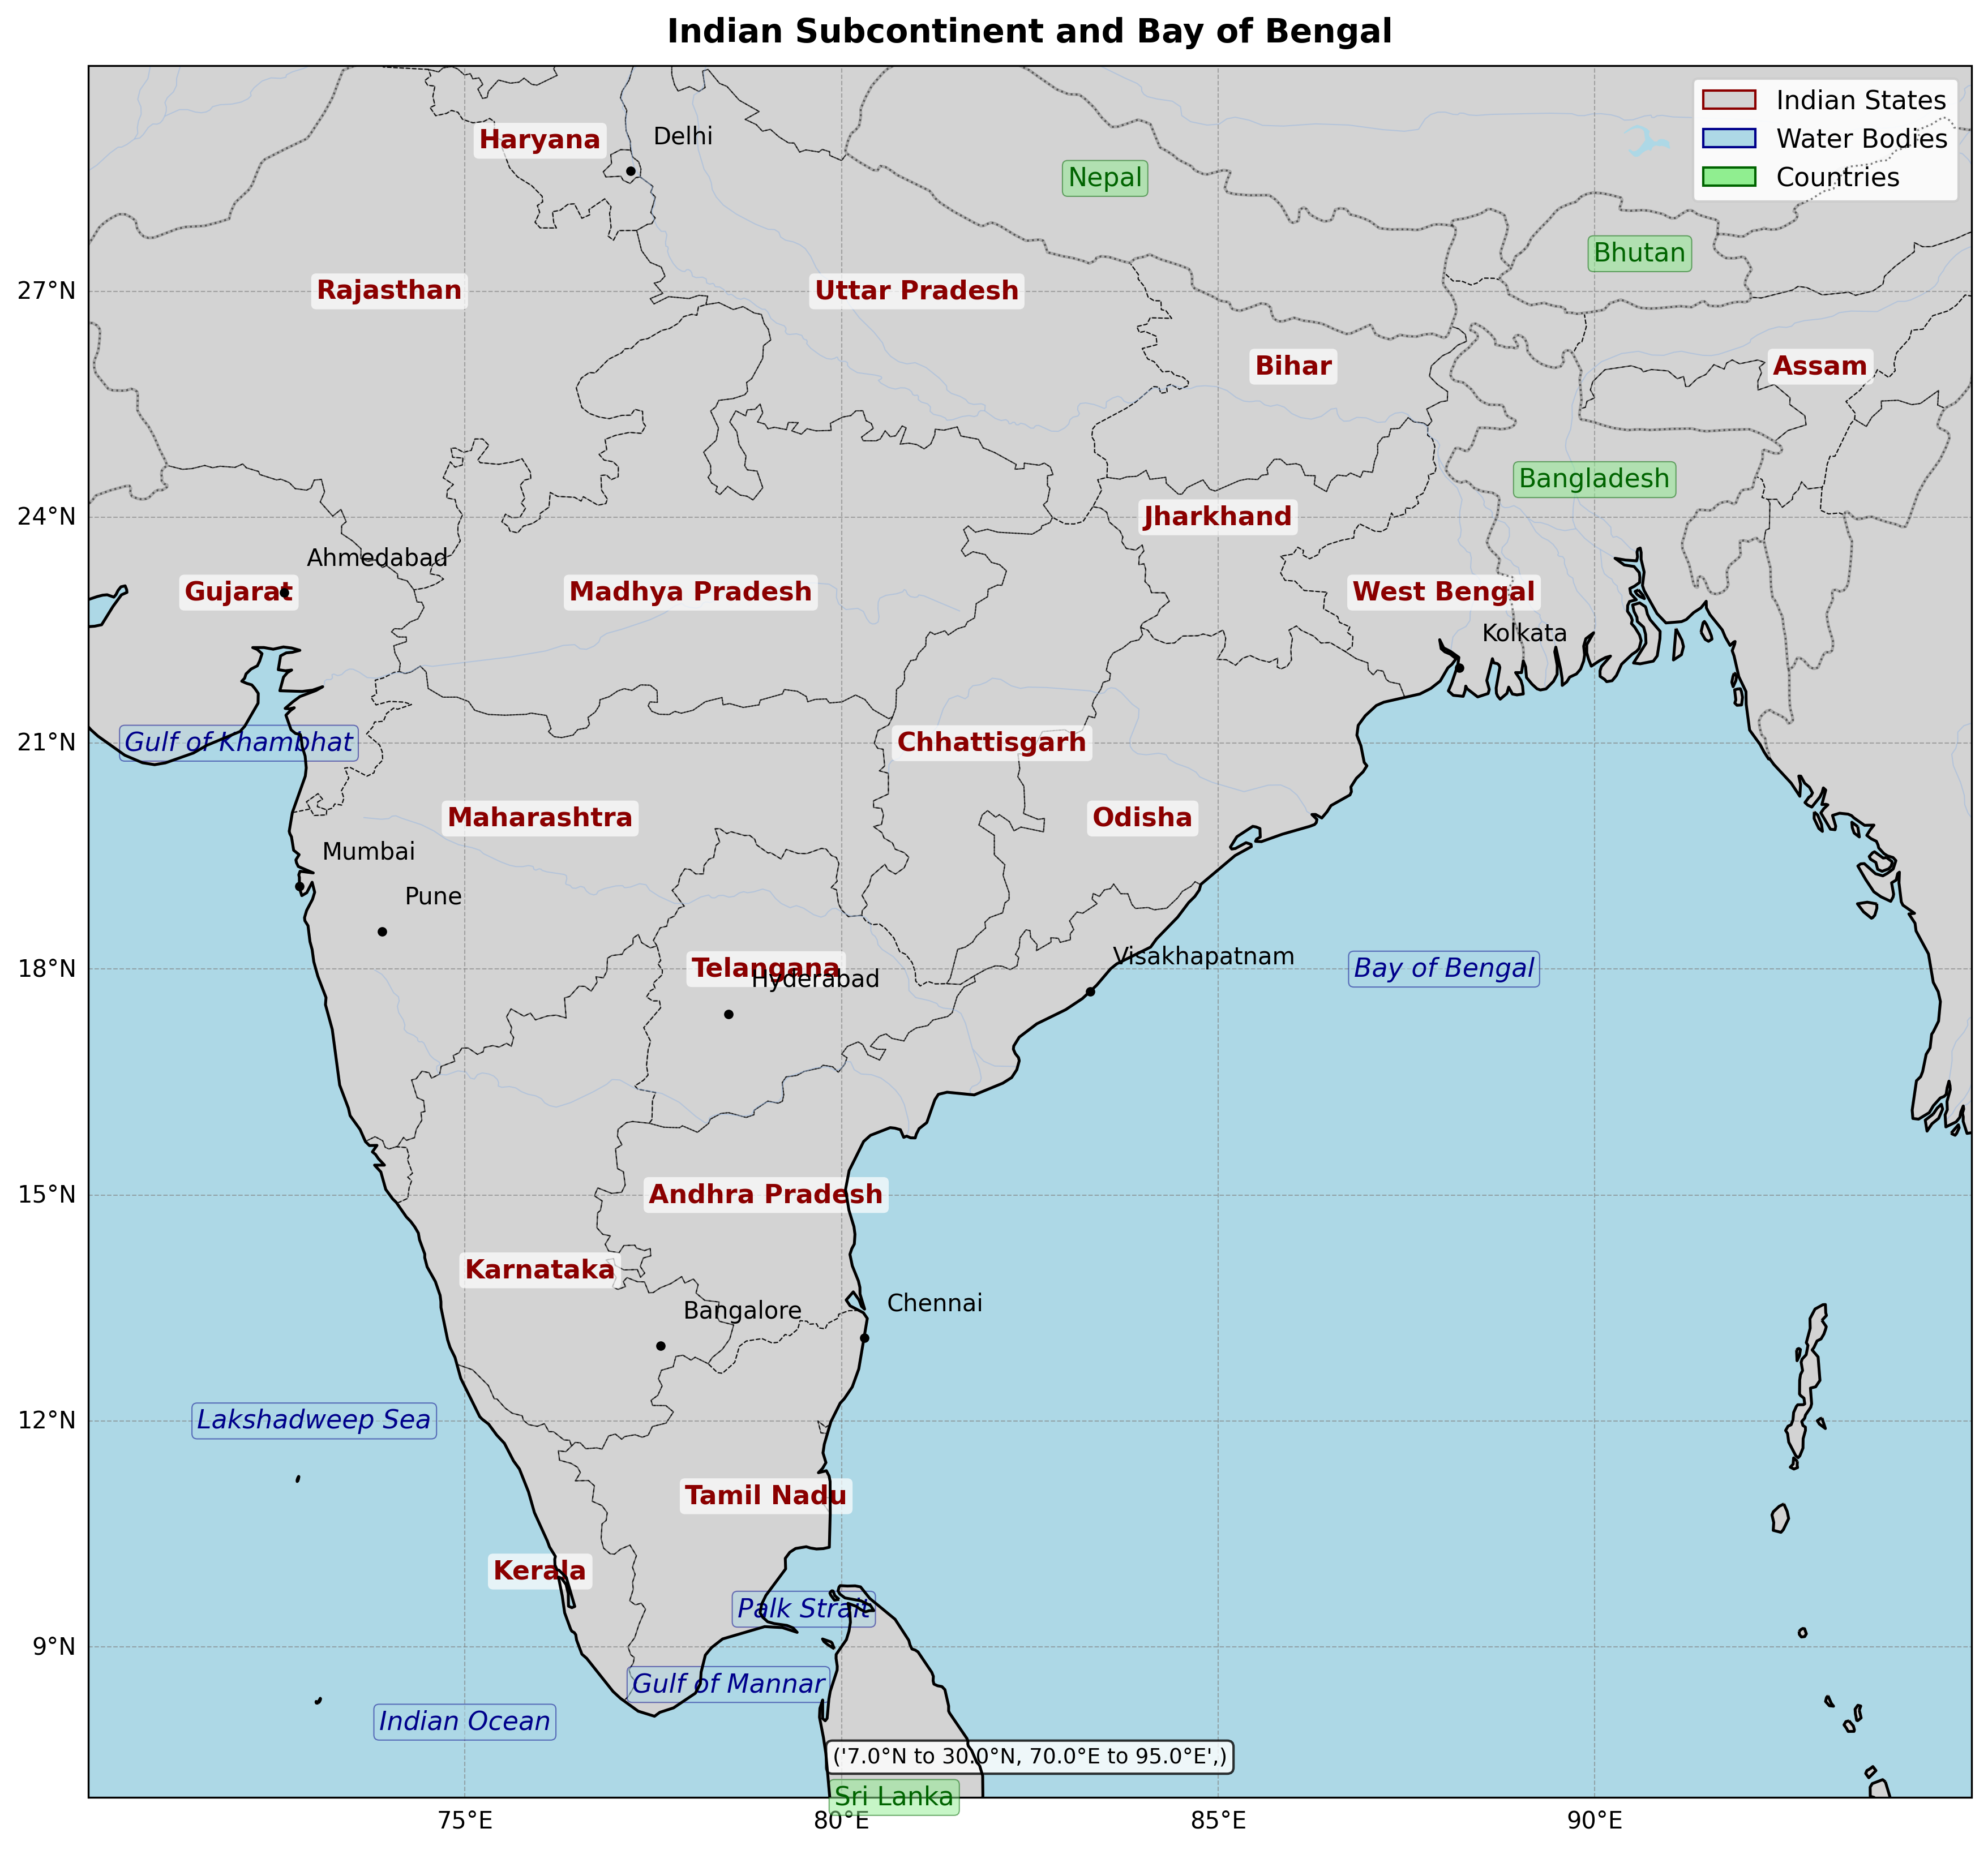 Indian Subcontinent and Bay of Bengal
Indian States
Water Bodies
Countries
Haryana
Delhi
Nepal
Bhutan
27°N
Rajasthan
Uttar Pradesh
Bihar
Assam
Bangladesh
24°N
Jharkhand
Ahmedabad
Gujarat
Madhya Pradesh
West Bengal
Kolkata
21°N
Gulf of Khambhat
Chhattisgarh
Maharashtra
Odisha
Mumbai
Pune
18°N
Telangana
Hyderabad
Visakhapatnam
Bay of Bengal
15°N
Andhra Pradesh
Karnataka
Bangalore
Chennai
12°N
Lakshadweep Sea
Tamil Nadu
Kerala
Palk Strait
9°N
Gulf of Mannar
Indian Ocean
('7.0°N to 30.0°N, 70.0°E to 95.0°E',)
Sri Lanka
75°E
80°E
85°E
90°E